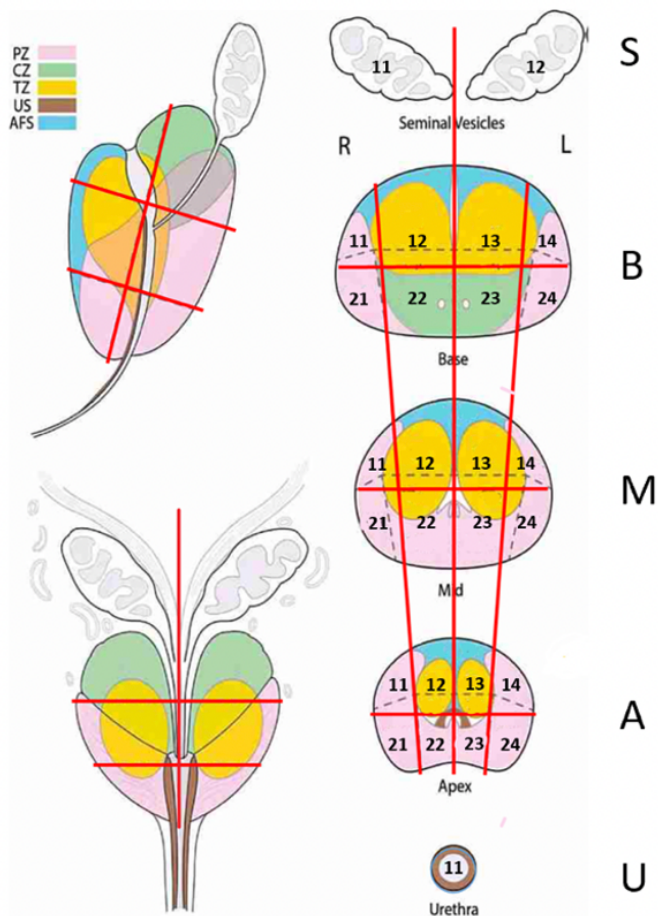 PZ
CZ
TZ
US
AFS
11 12 S
Seminal Vesicles
R L
11 12 13 14 B
21 22 23 24
Base
11 12 13 14 M
21 22 23 24
Mid
11 12 13 14
A
21 22 23 24
Apex
11 U
Urethra